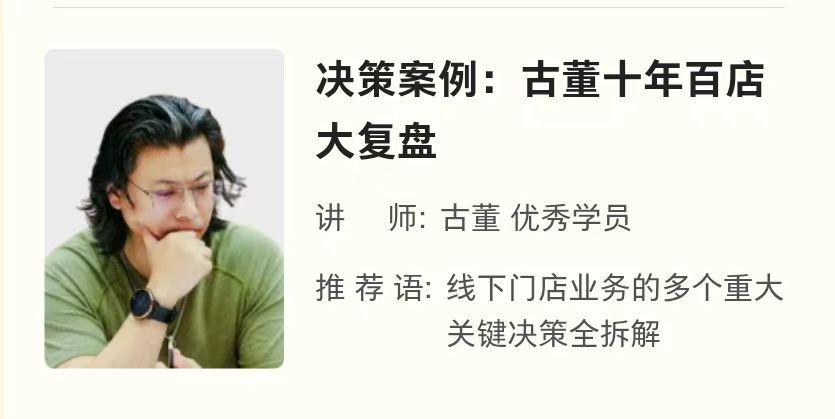 决策案例：古董十年百店
大复盘
讲 师: 古董 优秀学员
推 荐 语: 线下门店业务的多个重大
关键决策全拆解